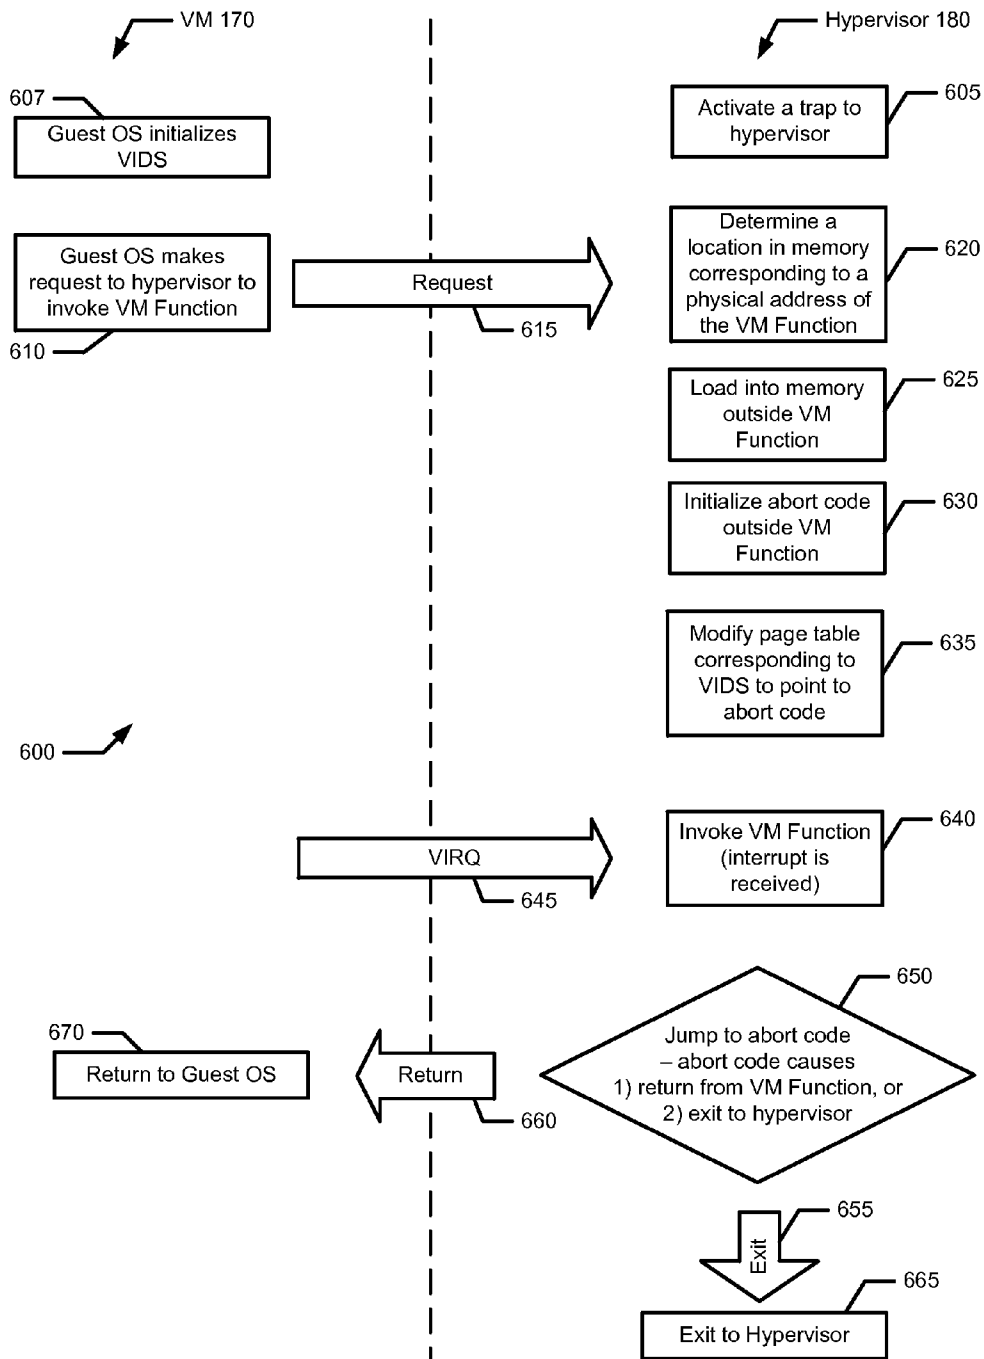 VM 170
Hypervisor 180
607
Guest OS initializes
VIDS
605
Activate a trap to
hypervisor
Guest OS makes
request to hypervisor to
invoke VM Function
610
Request
615
Determine a
location in memory
corresponding to a
physical address of
the VM Function
620
Load into memory
outside VM
Function
625
Initialize abort code
outside VM
Function
630
Modify page table
corresponding to
VIDS to point to
abort code
635
600
VIRQ
645
Invoke VM Function
(interrupt is
received)
640
650
Jump to abort code
– abort code causes
1) return from VM Function, or
2) exit to hypervisor
670
Return to Guest OS
Return
660
655
Exit
665
Exit to Hypervisor